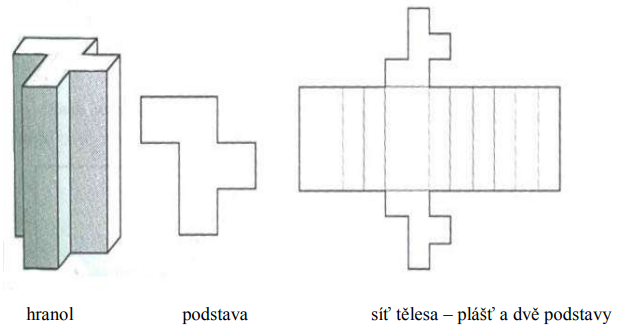 hranol podstava síť tělesa – plášť a dvě podstavy